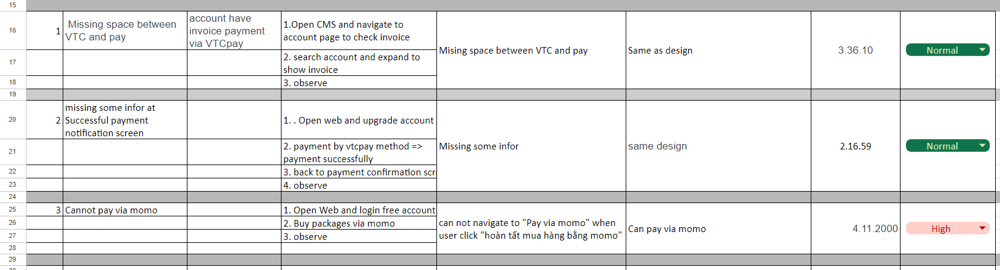 15
16
1
Missing space between
VTC and pay
account have
invoice payment
via VTCpay
1.Open CMS and navigate to
account page to check invoice
Mising space between VTC and pay
Same as design
3.36.10
Normal
17
2. search account and expand to
show invoice
18
3. observe
19
20
2
missing some infor at
Successful payment
notification screen
1. . Open web and upgrade account
21
2. payment by vtcpay method =>
payment successfully
Missing some infor
same design
2.16.59
Normal
22
3. back to payment confirmation scr
23
4. observe
24
25
3
Cannot pay via momo
1. Open Web and login free account
26
2. Buy packages via momo
can not navigate to "Pay via momo" when
user click "hoàn tất mua hàng bằng momo"
Can pay via momo
4.11.2000
High
27
3. observe
28
29